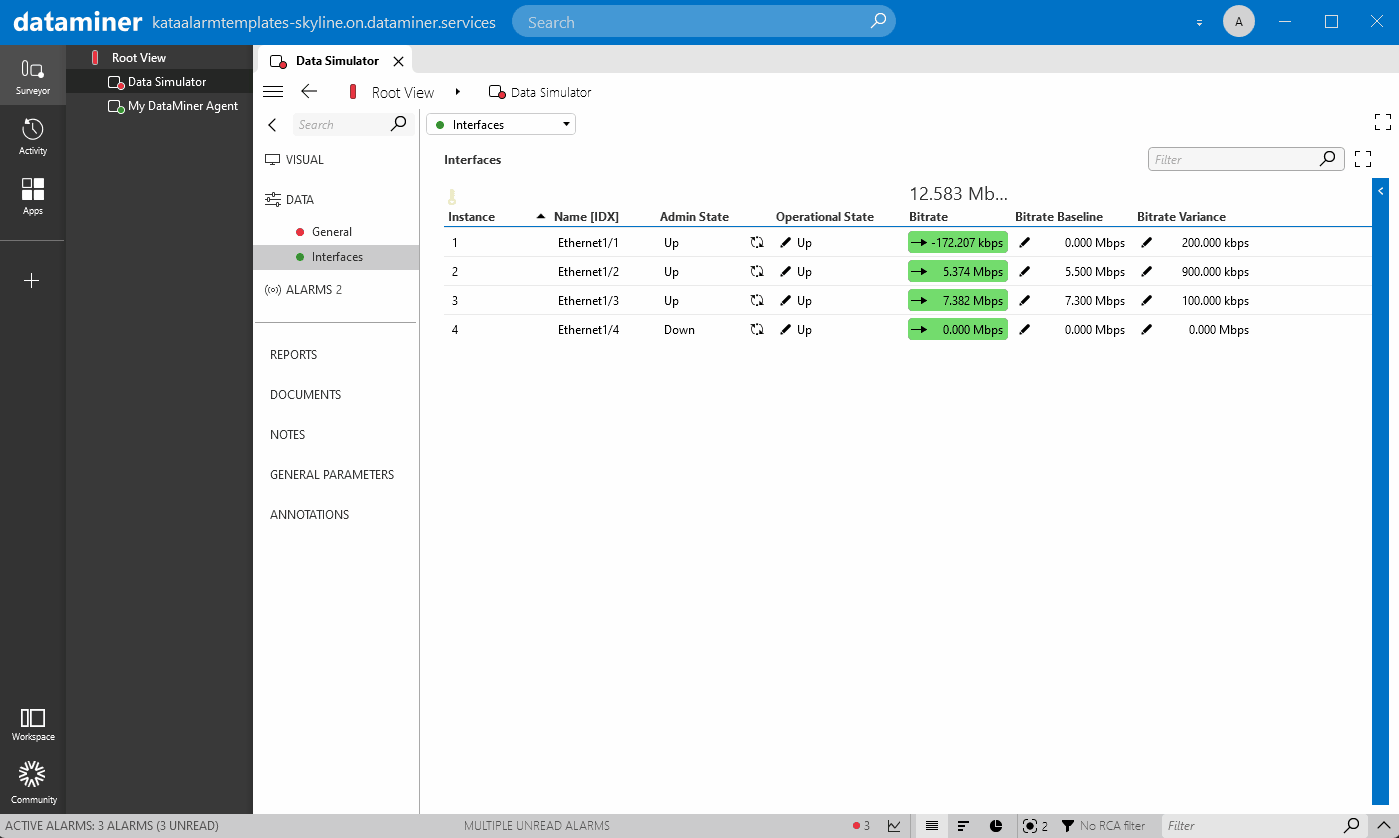 dataminer kataalarmtemplates-skyline.on.dataminer.services Search A
Surveyor
Activity
Apps
Workspace
Community
Root View
Data Simulator
My DataMiner Agent
Data Simulator
Root View Data Simulator
Search
VISUAL
DATA
General
Interfaces
ALARMS 2
REPORTS
DOCUMENTS
NOTES
GENERAL PARAMETERS
ANNOTATIONS
Interfaces
Interfaces Filter
12.583 Mb...
Instance Name [IDX] Admin State Operational State Bitrate Bitrate Baseline Bitrate Variance
1 Ethernet1/1 Up Up -172.207 kbps 0.000 Mbps 200.000 kbps
2 Ethernet1/2 Up Up 5.374 Mbps 5.500 Mbps 900.000 kbps
3 Ethernet1/3 Up Up 7.382 Mbps 7.300 Mbps 100.000 kbps
4 Ethernet1/4 Down Up 0.000 Mbps 0.000 Mbps 0.000 Mbps
ACTIVE ALARMS: 3 ALARMS (3 UNREAD) MULTIPLE UNREAD ALARMS 3 2 No RCA filter Filter